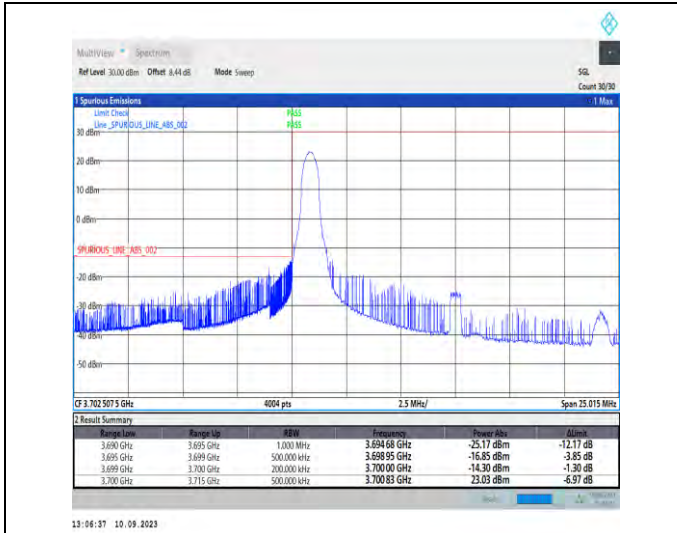 MultiView Spectrum
Ref Level 30.00 dBm Offset 8.44 dB Mode Sweep SGL
Count 30/30
1 Spurious Emissions 1 Max
Limit Check PASS
Line _SPURIOUS_LINE_ABS_002 PASS
30 dBm
20 dBm
10 dBm
0 dBm
_SPURIOUS_LINE_ABS_002
-20 dBm
-30 dBm
-40 dBm
-50 dBm
CF 3.702 507 5 GHz 4004 pts 2.5 MHz/ Span 25.015 MHz
2 Result Summary
Range Low Range Up RBW Frequency Power Abs ΔLimit
3.690 GHz 3.695 GHz 1.000 MHz 3.694 68 GHz -25.17 dBm -12.17 dB
3.695 GHz 3.699 GHz 500.000 kHz 3.698 95 GHz -16.85 dBm -3.85 dB
3.699 GHz 3.700 GHz 200.000 kHz 3.700 00 GHz -14.30 dBm -1.30 dB
3.700 GHz 3.715 GHz 500.000 kHz 3.700 83 GHz 23.03 dBm -6.97 dB
Ready
13:06:37 10.09.2023